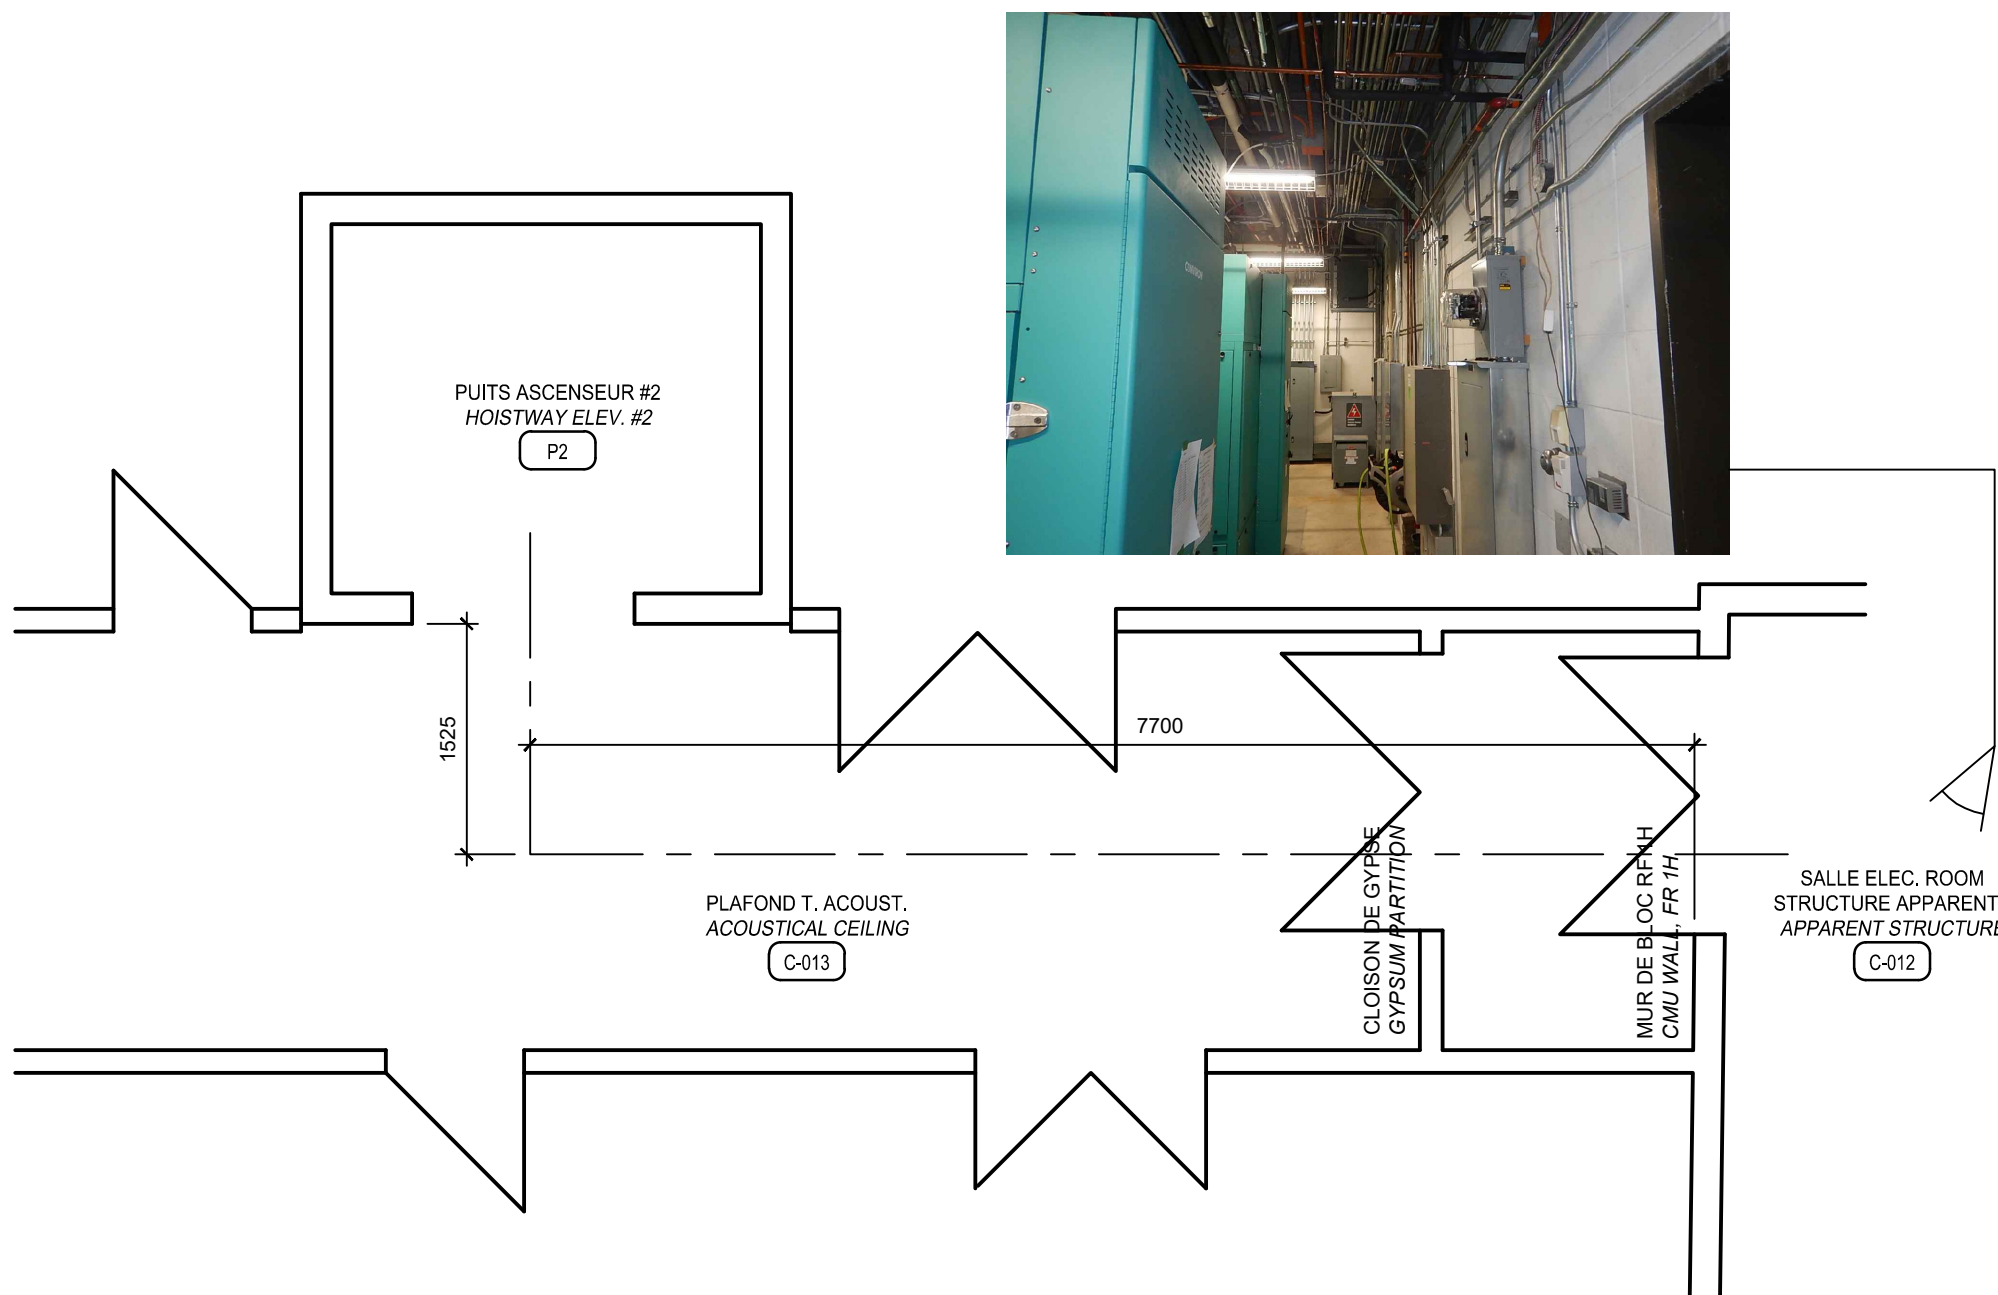 PUITS ASCENSEUR #2
HOISTWAY ELEV. #2
P2
1525
7700
CLOISON DE GYPSE
GYPSUM PARTITION
MUR DE BLOC RF 1H
CMU WALL, FR 1H
PLAFOND T. ACOUST.
ACOUSTICAL CEILING
C-013
SALLE ELEC. ROOM
STRUCTURE APPARENT
APPARENT STRUCTURE
C-012